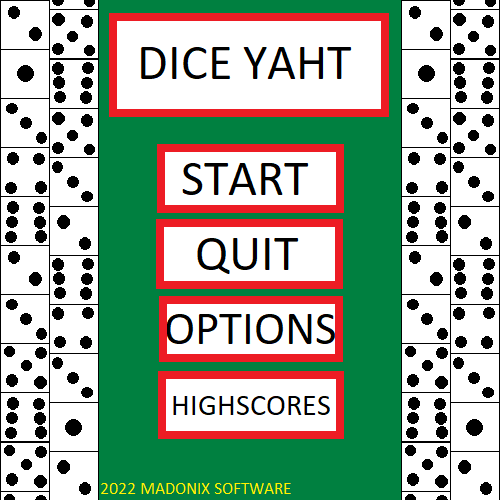 DICE YAHT
START
QUIT
OPTIONS
HIGHSCORES
2022 MADONIX SOFTWARE